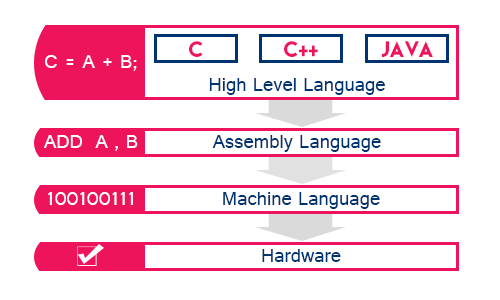 C = A + B;
C
C++
JAVA
High Level Language
ADD A , B
Assembly Language
100100111
Machine Language
Hardware